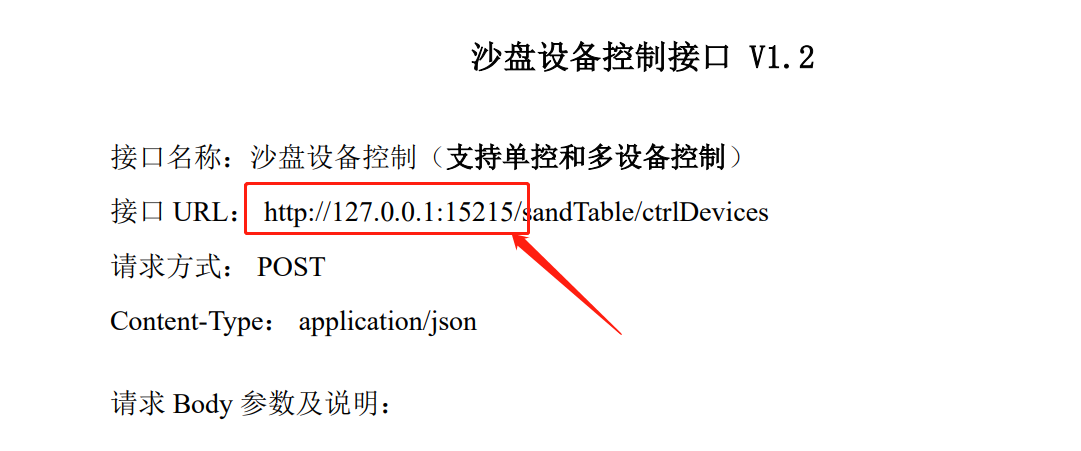 沙盘设备控制接口 V1.2
接口名称：沙盘设备控制（支持单控和多设备控制）
接口 URL： http://127.0.0.1:15215/sandTable/ctrlDevices
请求方式： POST
Content-Type： application/json
请求 Body 参数及说明：